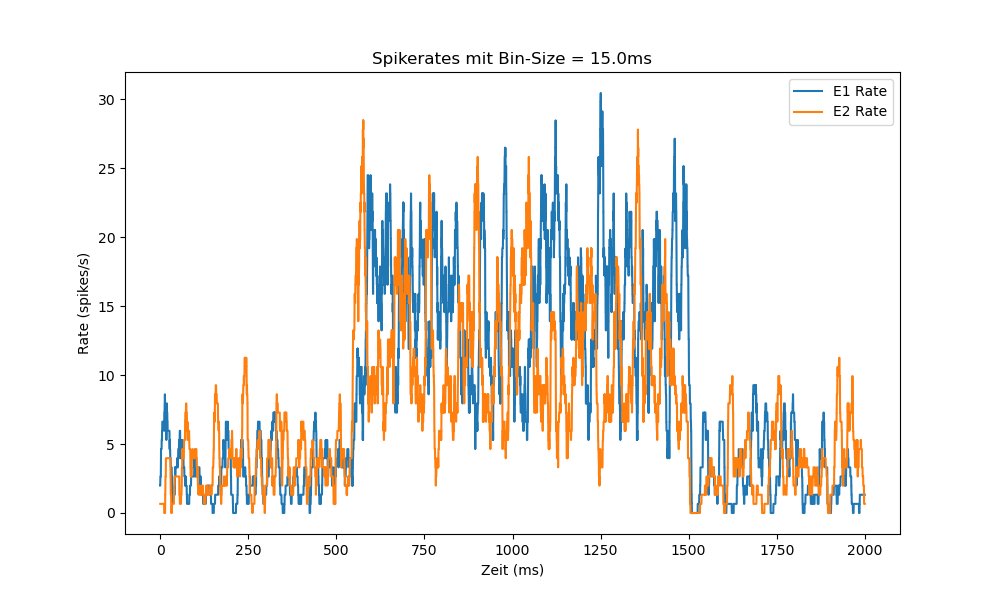 Spikerates mit Bin-Size = 15.0ms
E1 Rate
E2 Rate
Rate (spikes/s)
30
25
20
15
10
5
0
0 250 500 750 1000 1250 1500 1750 2000
Zeit (ms)